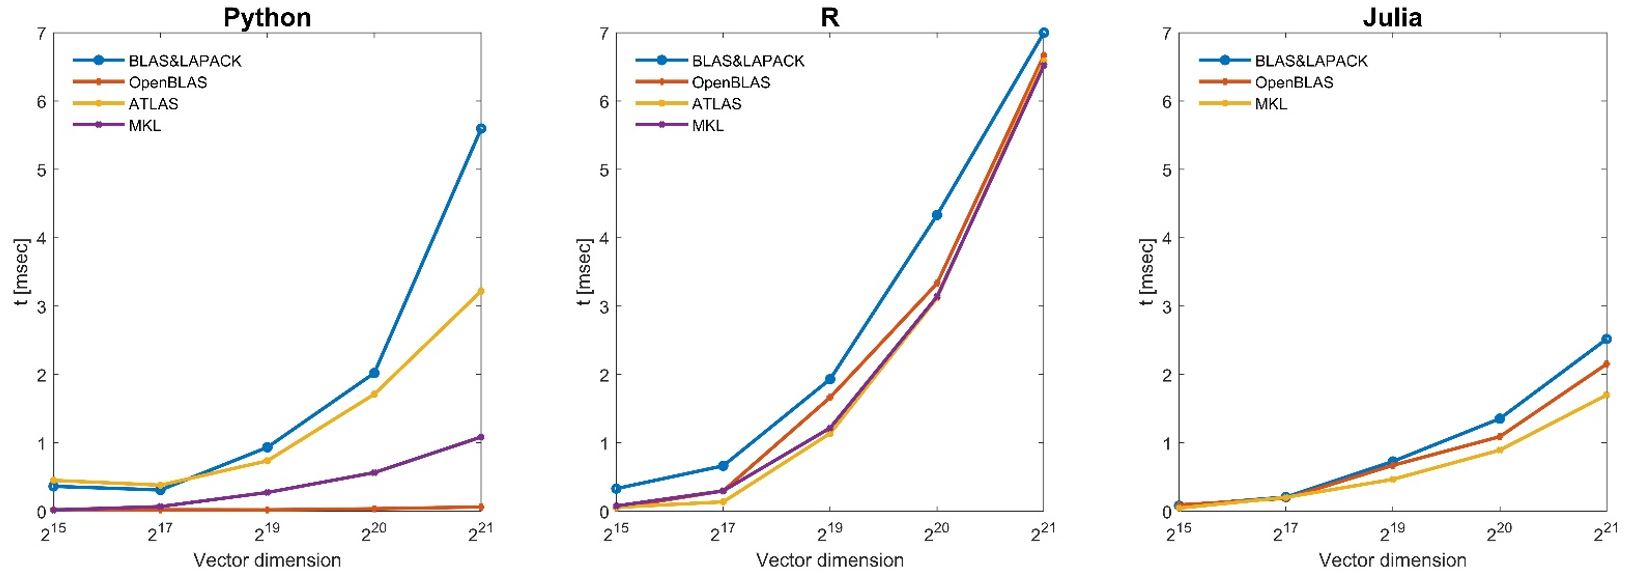 Python
7
6
5
4
3
2
1
0
t [msec]
BLAS&LAPACK
OpenBLAS
ATLAS
MKL
2^15 2^17 2^19 2^20 2^21
Vector dimension
R
7
6
5
4
3
2
1
0
t [msec]
BLAS&LAPACK
OpenBLAS
ATLAS
MKL
2^15 2^17 2^19 2^20 2^21
Vector dimension
Julia
7
6
5
4
3
2
1
0
t [msec]
BLAS&LAPACK
OpenBLAS
MKL
2^15 2^17 2^19 2^20 2^21
Vector dimension